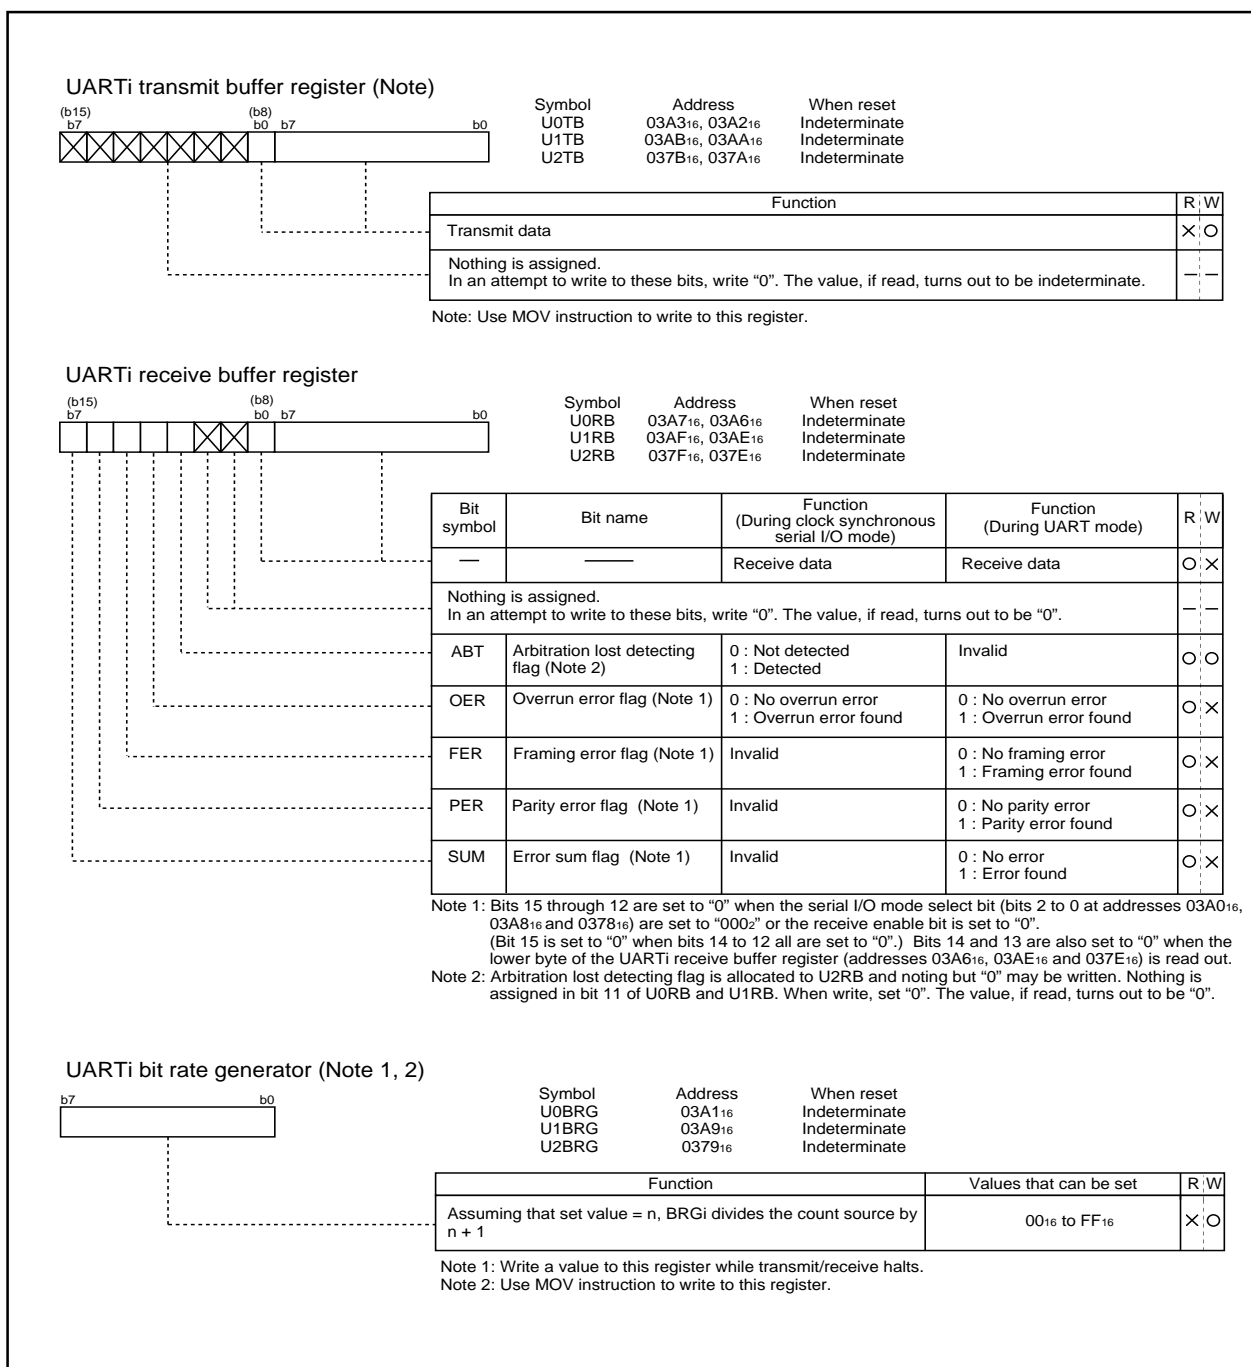 UARTi transmit buffer register (Note)
(b15) (b8)
b7 b0 b7 b0
Symbol Address When reset
U0TB 03A3₁₆, 03A2₁₆ Indeterminate
U1TB 03AB₁₆, 03AA₁₆ Indeterminate
U2TB 037B₁₆, 037A₁₆ Indeterminate
Function R W
Transmit data × O
Nothing is assigned.
In an attempt to write to these bits, write “0”. The value, if read, turns out to be indeterminate. — —
Note: Use MOV instruction to write to this register.
UARTi receive buffer register
(b15) (b8)
b7 b0 b7 b0
Symbol Address When reset
U0RB 03A7₁₆, 03A6₁₆ Indeterminate
U1RB 03AF₁₆, 03AE₁₆ Indeterminate
U2RB 037F₁₆, 037E₁₆ Indeterminate
Bit symbol Bit name Function (During clock synchronous serial I/O mode) Function (During UART mode) R W
— — Receive data Receive data O ×
Nothing is assigned.
In an attempt to write to these bits, write “0”. The value, if read, turns out to be “0”. — —
ABT Arbitration lost detecting flag (Note 2) 0 : Not detected 1 : Detected Invalid O O
OER Overrun error flag (Note 1) 0 : No overrun error 1 : Overrun error found 0 : No overrun error 1 : Overrun error found O ×
FER Framing error flag (Note 1) Invalid 0 : No framing error 1 : Framing error found O ×
PER Parity error flag (Note 1) Invalid 0 : No parity error 1 : Parity error found O ×
SUM Error sum flag (Note 1) Invalid 0 : No error 1 : Error found O ×
Note 1: Bits 15 through 12 are set to “0” when the serial I/O mode select bit (bits 2 to 0 at addresses 03A0₁₆,
03A8₁₆ and 0378₁₆) are set to “000₂” or the receive enable bit is set to “0”.
(Bit 15 is set to “0” when bits 14 to 12 all are set to “0”.) Bits 14 and 13 are also set to “0” when the
lower byte of the UARTi receive buffer register (addresses 03A6₁₆, 03AE₁₆ and 037E₁₆) is read out.
Note 2: Arbitration lost detecting flag is allocated to U2RB and noting but “0” may be written. Nothing is
assigned in bit 11 of U0RB and U1RB. When write, set “0”. The value, if read, turns out to be “0”.
UARTi bit rate generator (Note 1, 2)
b7 b0
Symbol Address When reset
U0BRG 03A1₁₆ Indeterminate
U1BRG 03A9₁₆ Indeterminate
U2BRG 0379₁₆ Indeterminate
Function Values that can be set R W
Assuming that set value = n, BRGi divides the count source by
n + 1 00₁₆ to FF₁₆ × O
Note 1: Write a value to this register while transmit/receive halts.
Note 2: Use MOV instruction to write to this register.